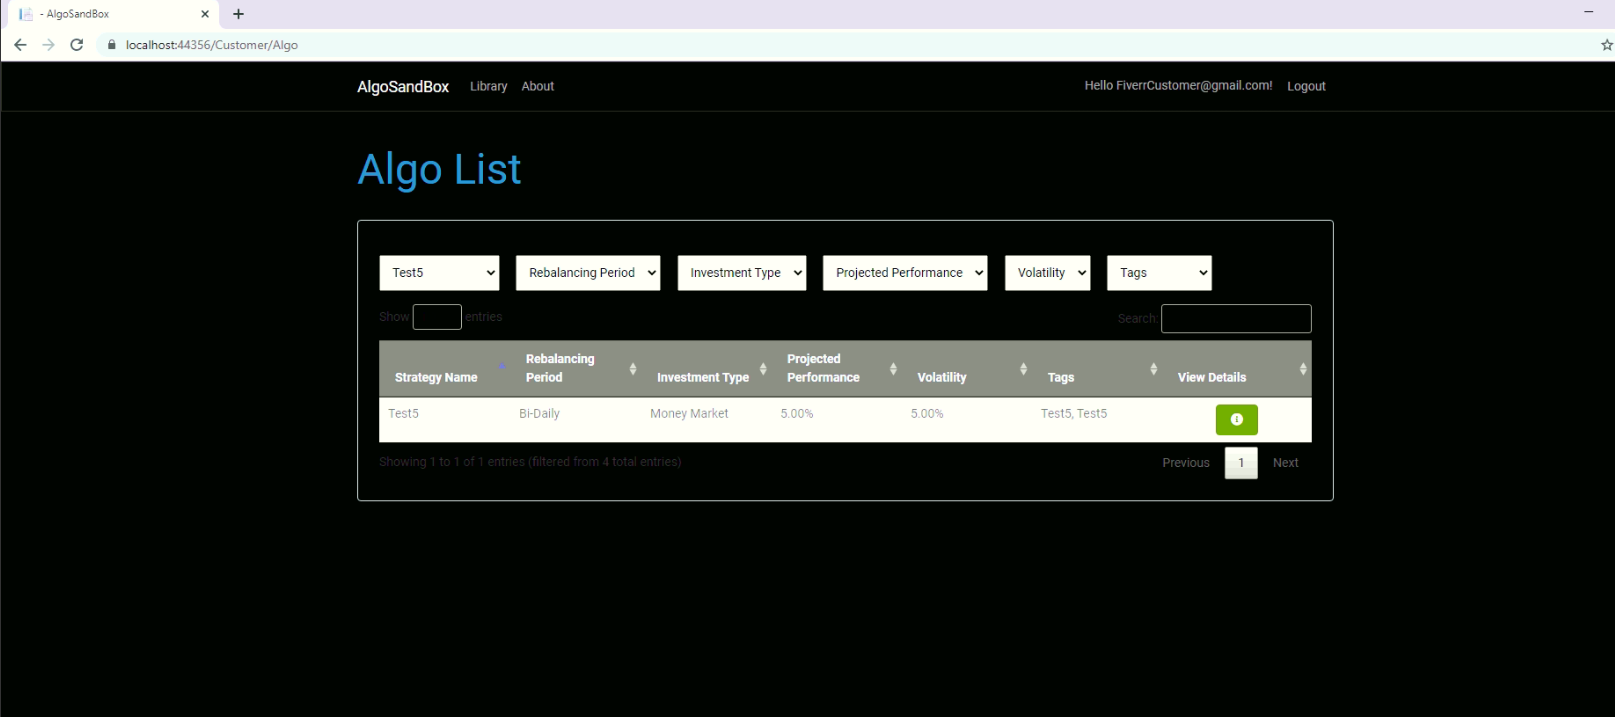 - AlgoSandBox
localhost:44356/Customer/Algo
AlgoSandBox Library About Hello FiverrCustomer@gmail.com! Logout
Algo List
Test5 Rebalancing Period Investment Type Projected Performance Volatility Tags
Show entries Search:
Strategy Name Rebalancing Period Investment Type Projected Performance Volatility Tags View Details
Test5 Bi-Daily Money Market 5.00% 5.00% Test5, Test5
Showing 1 to 1 of 1 entries (filtered from 4 total entries) Previous 1 Next